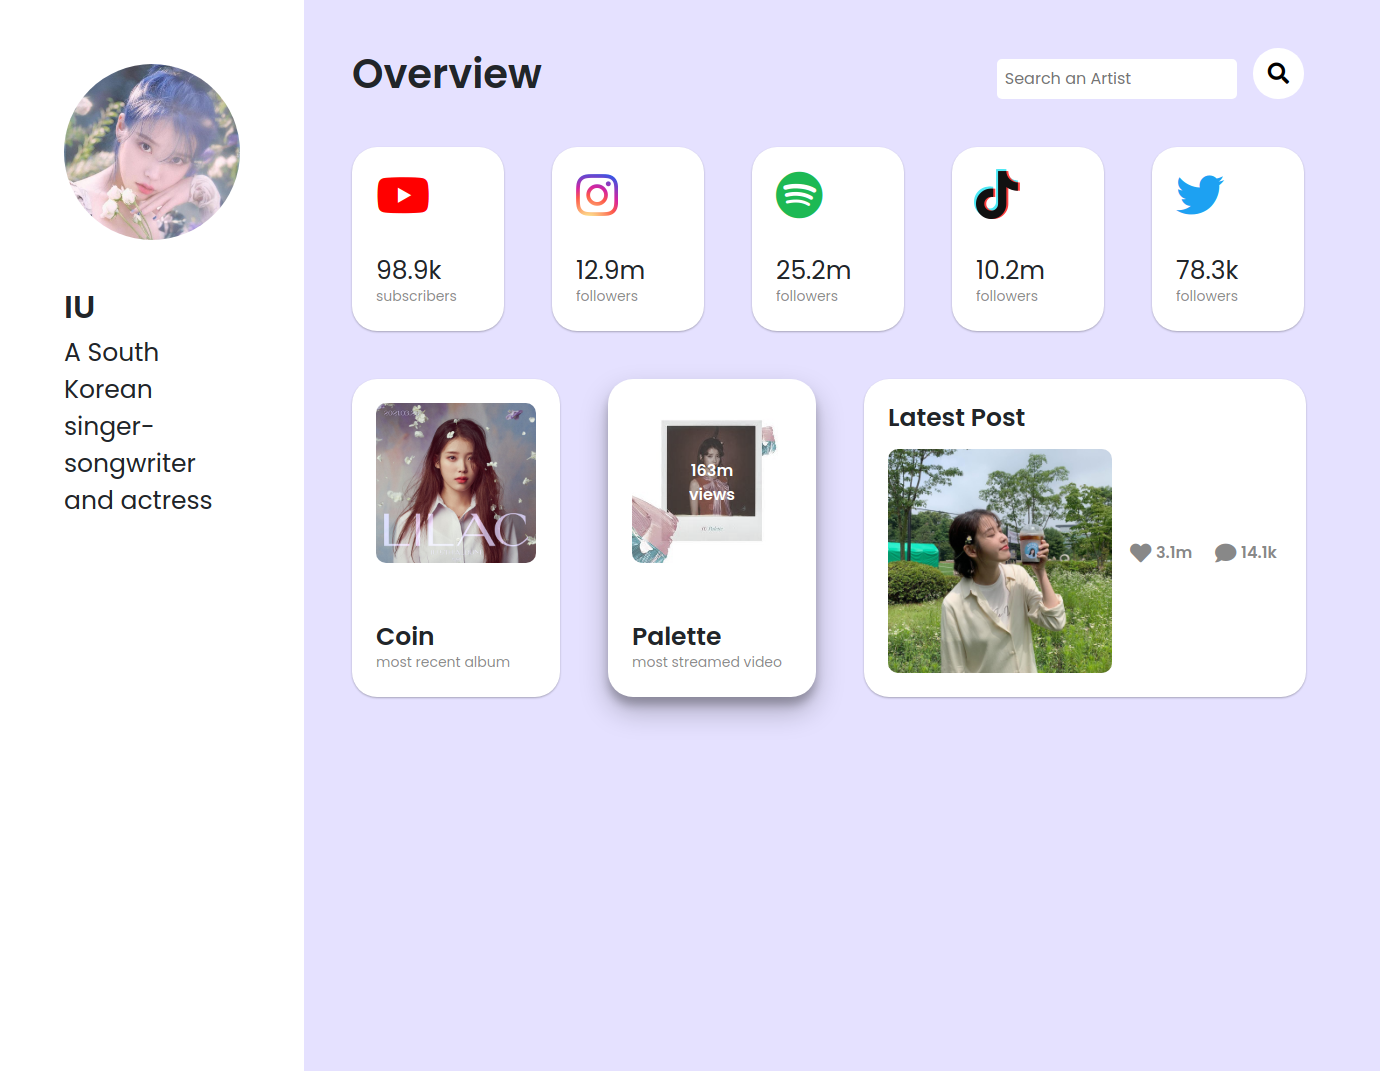 Overview
Search an Artist
98.9k
subscribers
12.9m
followers
25.2m
followers
10.2m
followers
78.3k
followers
IU
A South
Korean
singer-
songwriter
and actress
LILAC
Coin
most recent album
163m
views
Palette
most streamed video
Latest Post
3.1m
14.1k